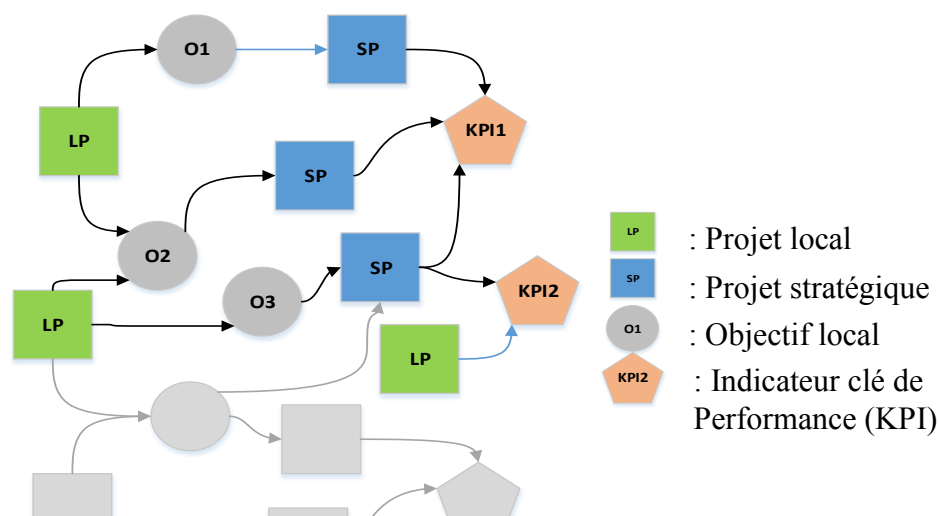 O1
SP
LP
KPI1
SP
O2
SP
O3
KPI2
LP
LP
LP : Projet local
SP : Projet stratégique
O1 : Objectif local
KPI2 : Indicateur clé de
Performance (KPI)